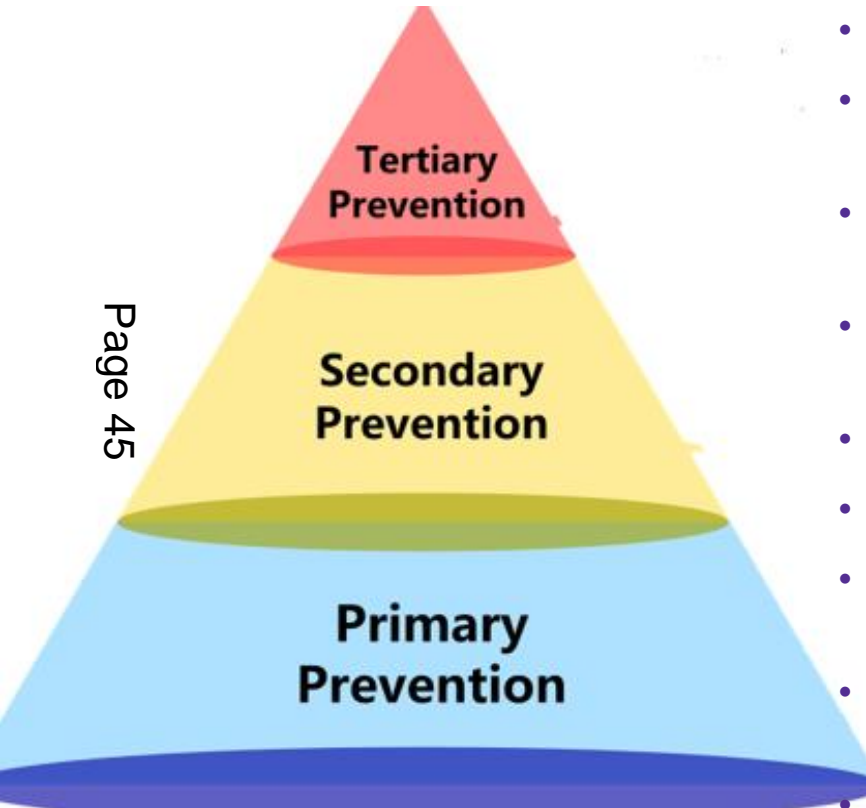 Tertiary
Prevention
Secondary
Prevention
Page 45
Primary
Prevention